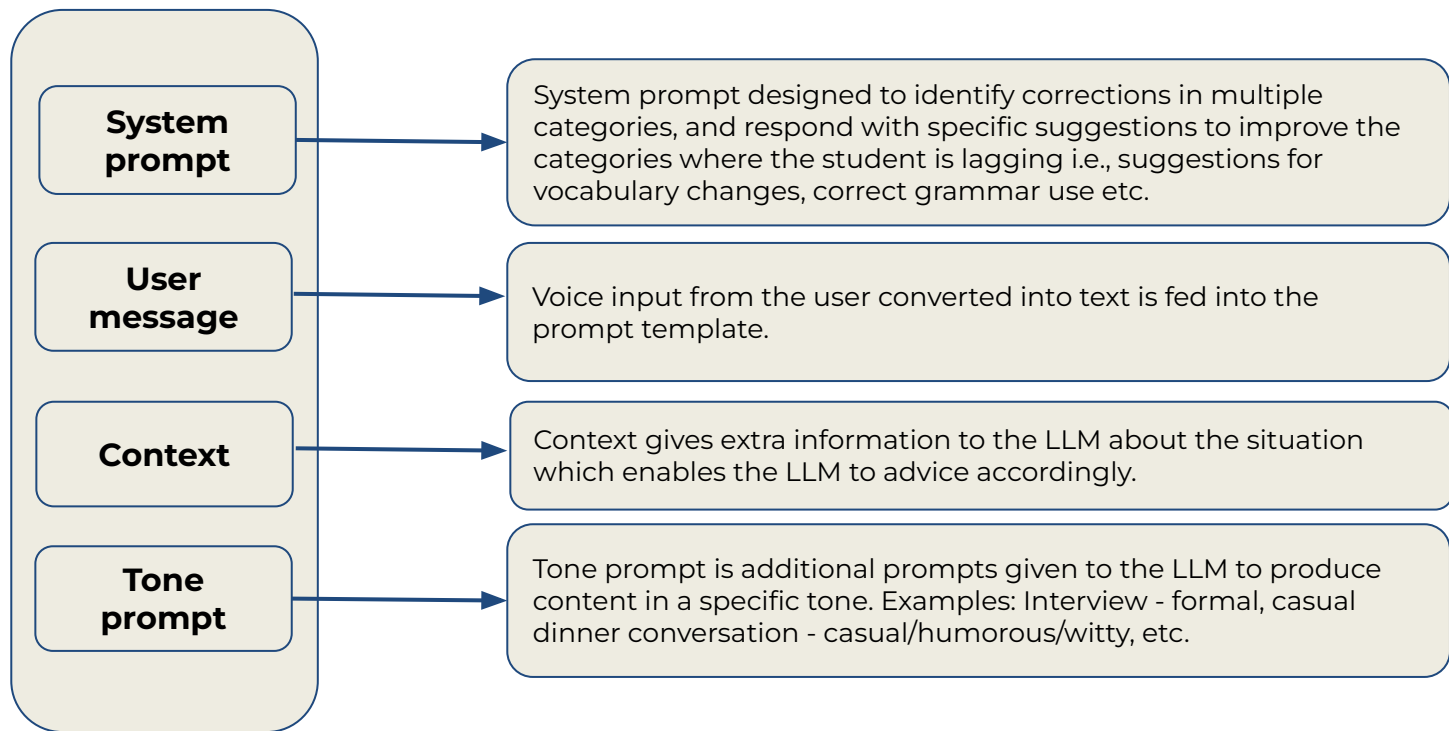 System
prompt
System prompt designed to identify corrections in multiple
categories, and respond with specific suggestions to improve the
categories where the student is lagging i.e., suggestions for
vocabulary changes, correct grammar use etc.
User
message
Voice input from the user converted into text is fed into the
prompt template.
Context
Context gives extra information to the LLM about the situation
which enables the LLM to advice accordingly.
Tone
prompt
Tone prompt is additional prompts given to the LLM to produce
content in a specific tone. Examples: Interview - formal, casual
dinner conversation - casual/humorous/witty, etc.